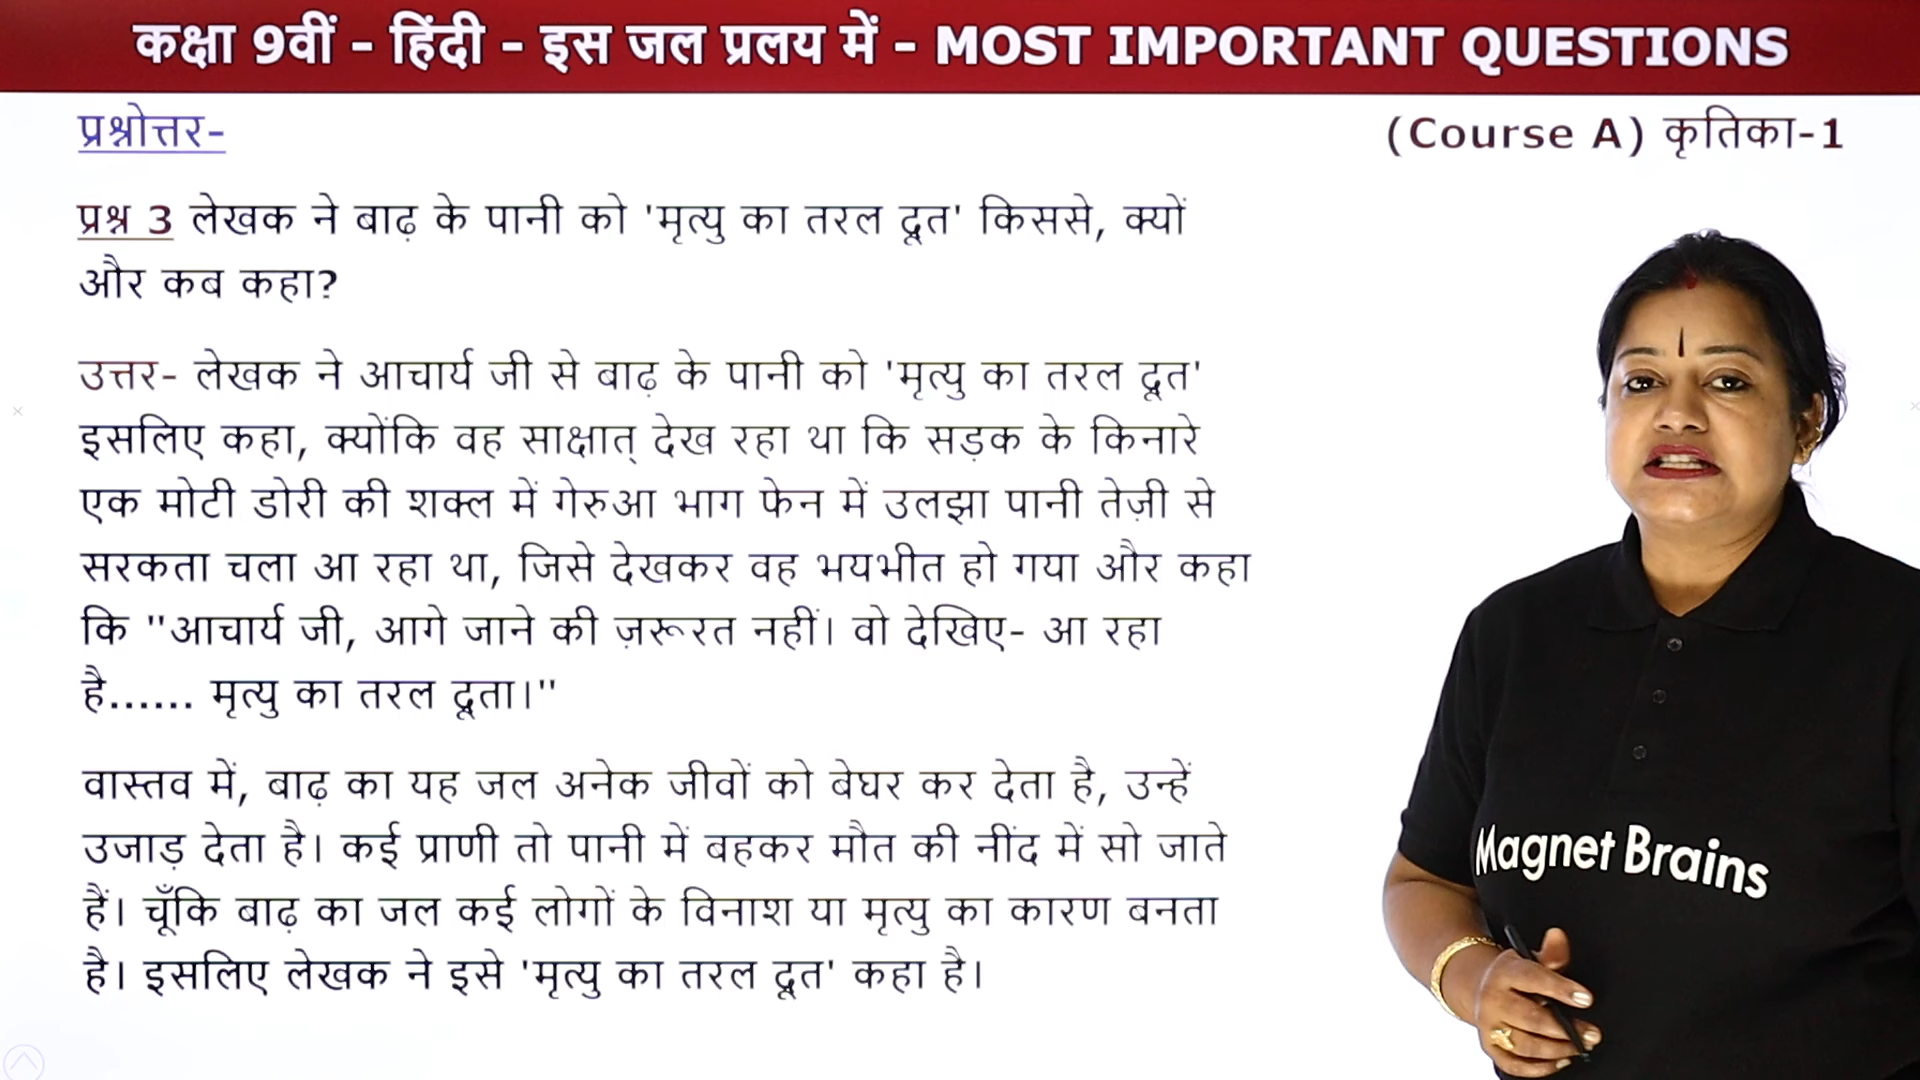 कक्षा 9वीं - हिंदी - इस जल प्रलय में - MOST IMPORTANT QUESTIONS
प्रश्नोत्तर-
(Course A) कृतिका-1
प्रश्न 3 लेखक ने बाढ़ के पानी को 'मृत्यु का तरल दूत' किससे, क्यों
और कब कहा?
उत्तर- लेखक ने आचार्य जी से बाढ़ के पानी को 'मृत्यु का तरल दूत'
इसलिए कहा, क्योंकि वह साक्षात् देख रहा था कि सड़क के किनारे
एक मोटी डोरी की शक्ल में गेरुआ भाग फेन में उलझा पानी तेज़ी से
सरकता चला आ रहा था, जिसे देखकर वह भयभीत हो गया और कहा
कि "आचार्य जी, आगे जाने की ज़रूरत नहीं। वो देखिए- आ रहा
है...... मृत्यु का तरल दूता।"
वास्तव में, बाढ़ का यह जल अनेक जीवों को बेघर कर देता है, उन्हें
उजाड़ देता है। कई प्राणी तो पानी में बहकर मौत की नींद में सो जाते
हैं। चूँकि बाढ़ का जल कई लोगों के विनाश या मृत्यु का कारण बनता
है। इसलिए लेखक ने इसे 'मृत्यु का तरल दूत' कहा है।
Magnet Brains